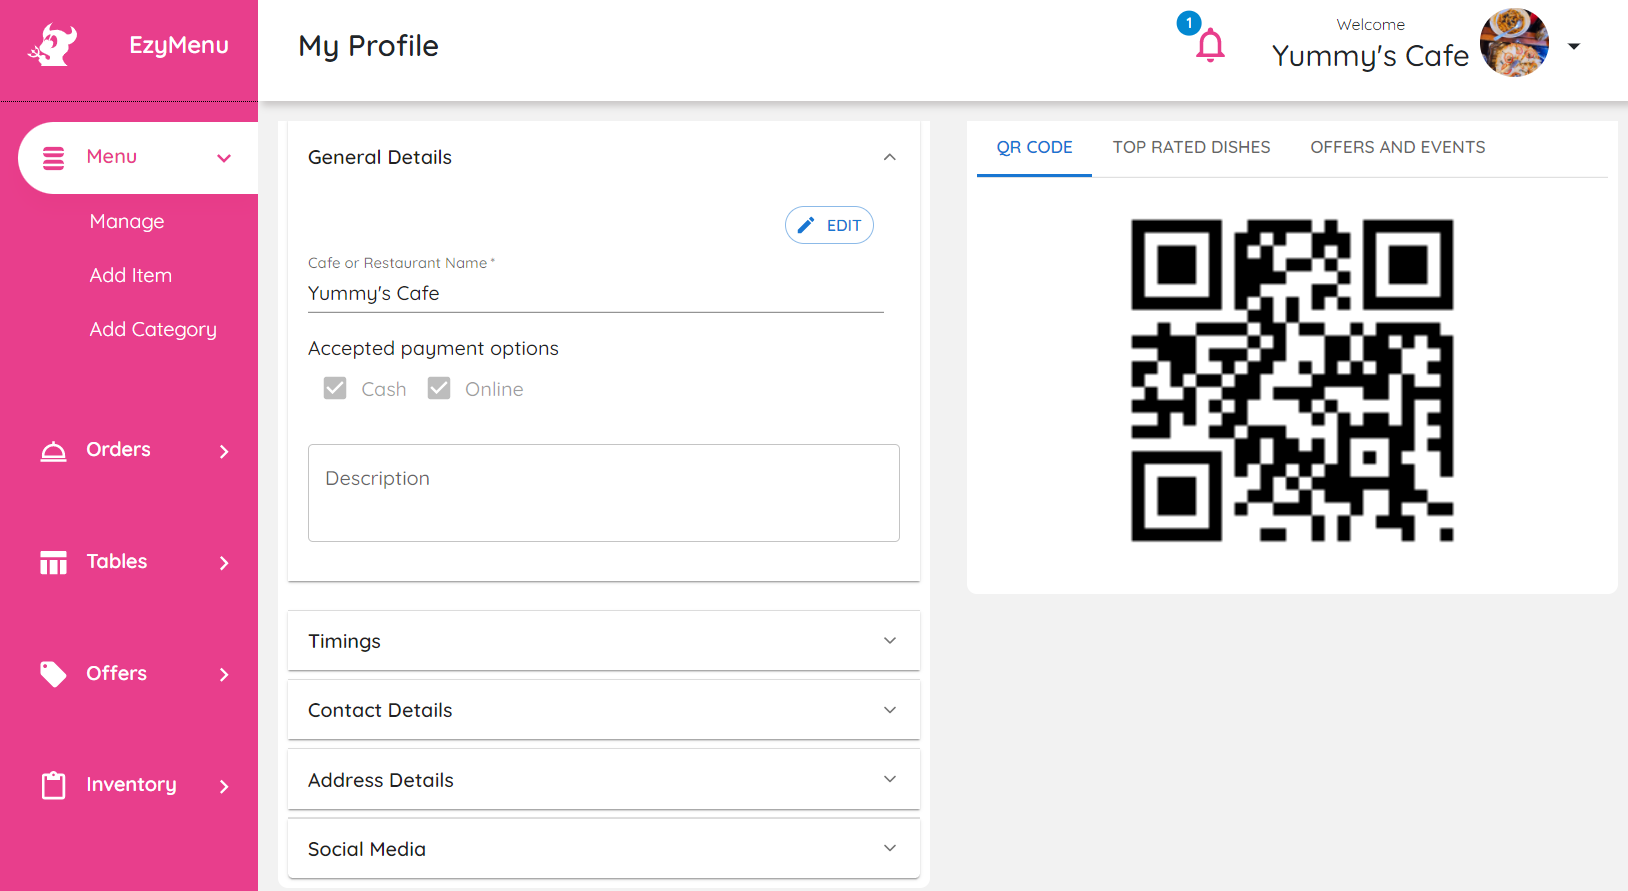 EzyMenu
My Profile
1
Welcome
Yummy's Cafe
Menu
Manage
Add Item
Add Category
Orders
Tables
Offers
Inventory
General Details
EDIT
Cafe or Restaurant Name *
Yummy's Cafe
Accepted payment options
Cash Online
Description
Timings
Contact Details
Address Details
Social Media
QR CODE TOP RATED DISHES OFFERS AND EVENTS